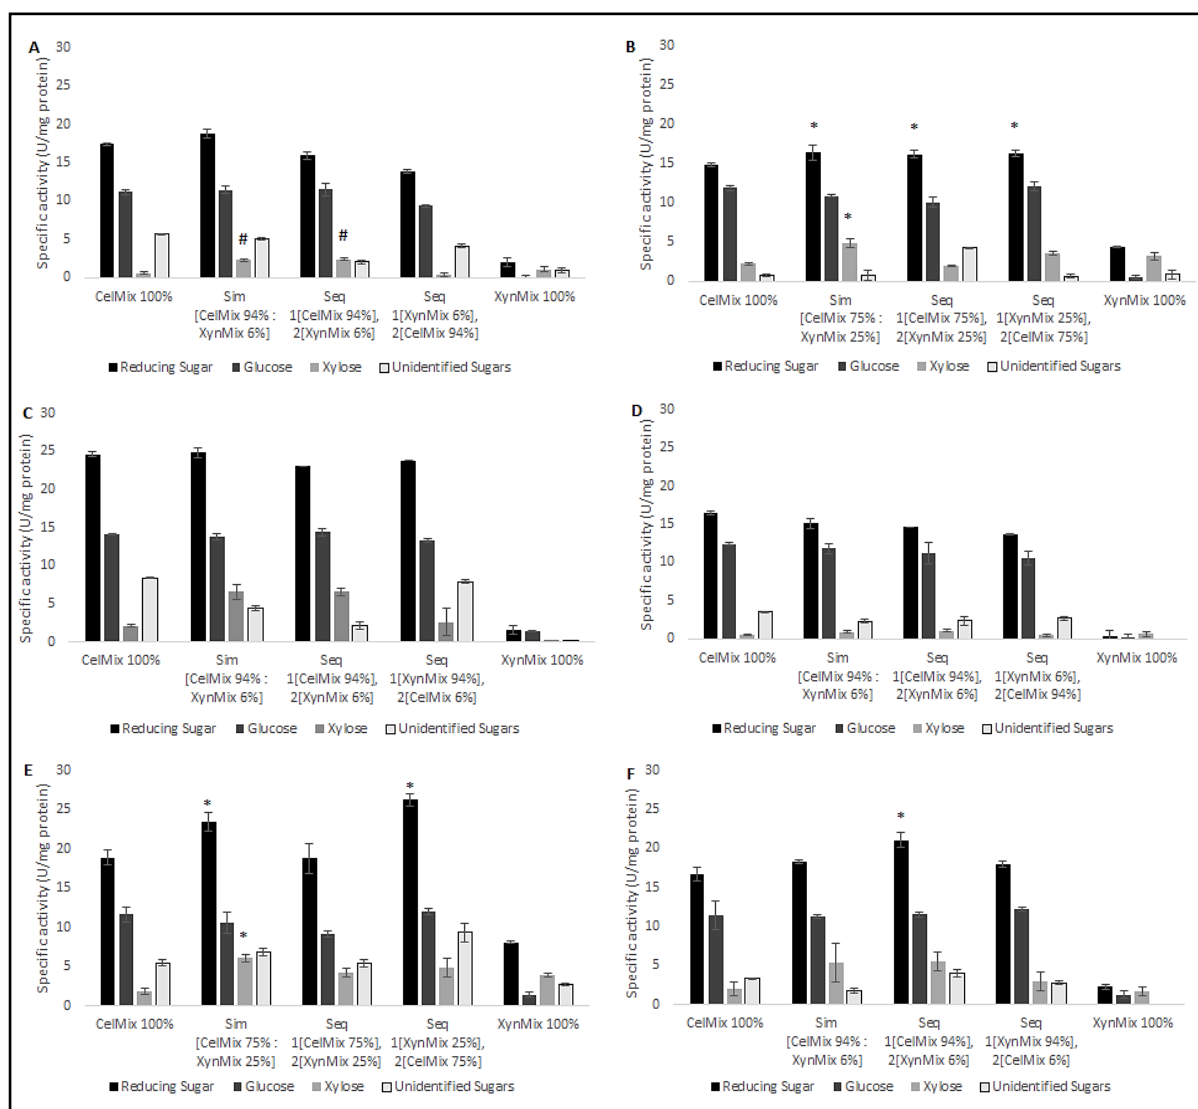 A
Specific activity (U/mg protein)
30
25
20
15
10
5
0
# #
CelMix 100% Sim Seq Seq XynMix 100%
[CelMix 94% : 1[CelMix 94%], 1[XynMix 6%],
XynMix 6%] 2[XynMix 6%] 2[CelMix 94%]
Reducing Sugar Glucose Xylose Unidentified Sugars
B
Specific activity (U/mg protein)
30
25
20
15
10
5
0
* * *
*
CelMix 100% Sim Seq Seq XynMix 100%
[CelMix 75% : 1[CelMix 75%], 1[XynMix 25%],
XynMix 25%] 2[XynMix 25%] 2[CelMix 75%]
Reducing Sugar Glucose Xylose Unidentified Sugars
C
Specific activity (U/mg protein)
30
25
20
15
10
5
0
CelMix 100% Sim Seq Seq XynMix 100%
[CelMix 94% : 1[CelMix 94%], 1[XynMix 94%],
XynMix 6%] 2[XynMix 6%] 2[CelMix 6%]
Reducing Sugar Glucose Xylose Unidentified Sugars
D
Specific activity (U/mg protein)
30
25
20
15
10
5
0
CelMix 100% Sim Seq Seq XynMix 100%
[CelMix 94% : 1[CelMix 94%], 1[XynMix 6%],
XynMix 6%] 2[XynMix 6%] 2[CelMix 94%]
Reducing Sugar Glucose Xylose Unidentified Sugars
E
Specific activity (U/mg protein)
30
25
20
15
10
5
0
* *
*
CelMix 100% Sim Seq Seq XynMix 100%
[CelMix 75% : 1[CelMix 75%], 1[XynMix 25%],
XynMix 25%] 2[XynMix 25%] 2[CelMix 75%]
Reducing Sugar Glucose Xylose Unidentified Sugars
F
Specific activity (U/mg protein)
30
25
20
15
10
5
0
*
CelMix 100% Sim Seq Seq XynMix 100%
[CelMix 94% : 1[CelMix 94%], 1[XynMix 94%],
XynMix 6%] 2[XynMix 6%] 2[CelMix 6%]
Reducing Sugar Glucose Xylose Unidentified Sugars